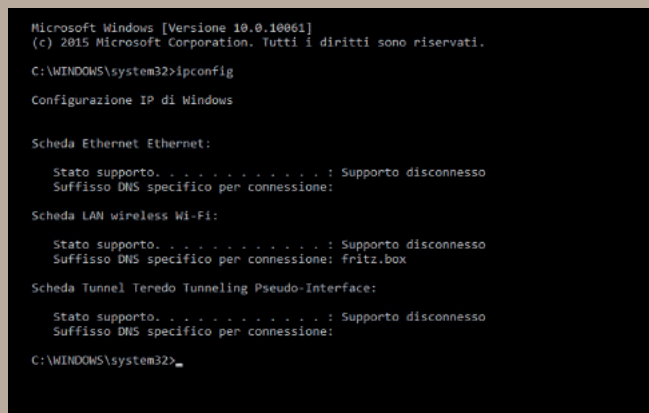 Microsoft Windows [Versione 10.0.10061]
(c) 2015 Microsoft Corporation. Tutti i diritti sono riservati.
C:\WINDOWS\system32>ipconfig
Configurazione IP di Windows
Scheda Ethernet Ethernet:
Stato supporto. . . . . . . . . . . . : Supporto disconnesso
Suffisso DNS specifico per connessione:
Scheda LAN wireless Wi-Fi:
Stato supporto. . . . . . . . . . . . : Supporto disconnesso
Suffisso DNS specifico per connessione: fritz.box
Scheda Tunnel Teredo Tunneling Pseudo-Interface:
Stato supporto. . . . . . . . . . . . : Supporto disconnesso
Suffisso DNS specifico per connessione:
C:\WINDOWS\system32>_